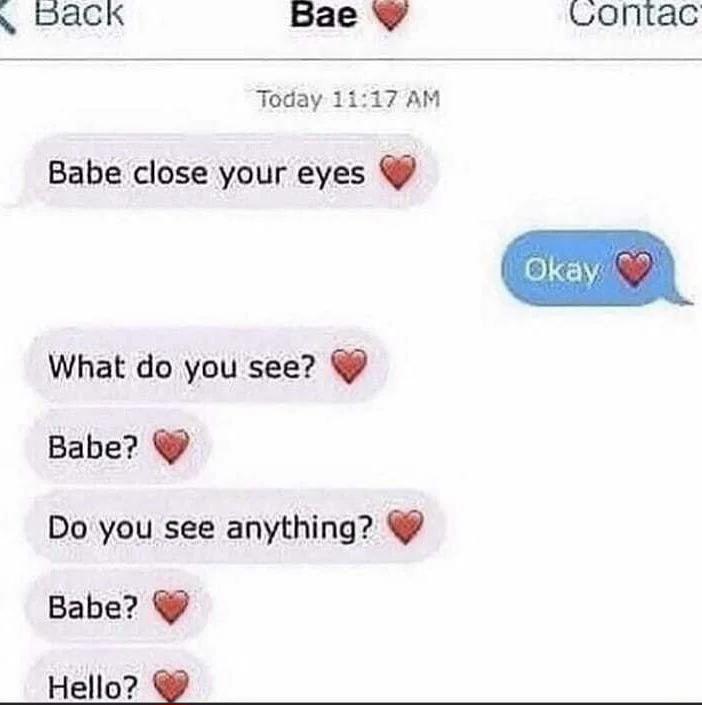 Back Bae ❤️ Contac
Today 11:17 AM
Babe close your eyes ❤️
Okay ❤️
What do you see? ❤️
Babe? ❤️
Do you see anything? ❤️
Babe? ❤️
Hello? ❤️